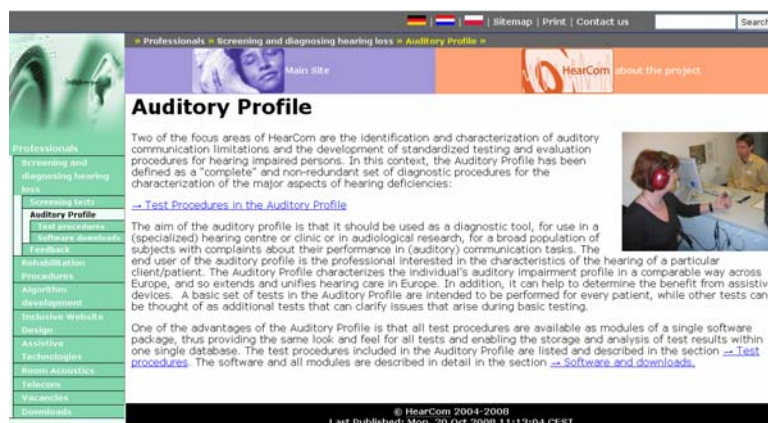 | Sitemap | Print | Contact us Search
» Professionals » Screening and diagnosing hearing loss » Auditory Profile »
Main Site
HearCom about the project
Auditory Profile
Two of the focus areas of HearCom are the identification and characterization of auditory
communication limitations and the development of standardized testing and evaluation
procedures for hearing impaired persons. In this context, the Auditory Profile has been
defined as a "complete" and non-redundant set of diagnostic procedures for the
characterization of the major aspects of hearing deficiencies:
→ Test Procedures in the Auditory Profile
The aim of the auditory profile is that it should be used as a diagnostic tool, for use in a
(specialized) hearing centre or clinic or in audiological research, for a broad population of
subjects with complaints about their performance in (auditory) communication tasks. The
end user of the auditory profile is the professional interested in the characteristics of the hearing of a particular
client/patient. The Auditory Profile characterizes the individual's auditory impairment profile in a comparable way across
Europe, and so extends and unifies hearing care in Europe. In addition, it can help to determine the benefit from assistiv
devices. A basic set of tests in the Auditory Profile are intended to be performed for every patient, while other tests can
be thought of as additional tests that can clarify issues that arise during basic testing.
One of the advantages of the Auditory Profile is that all test procedures are available as modules of a single software
package, thus providing the same look and feel for all tests and enabling the storage and analysis of test results within
one single database. The test procedures included in the Auditory Profile are listed and described in the section → Test
procedures. The software and all modules are described in detail in the section → Software and downloads.
Professionals
Screening and
diagnosing hearing
loss
Screening tests
Auditory Profile
Test procedures
Software downloads
Feedback
Rehabilitation
Procedures
Algorithm
development
Inclusive Website
Design
Assistive
Technologies
Room Acoustics
Telecom
Vacancies
Downloads
© HearCom 2004-2008
Last Published: Mon, 20 Oct 2008 11:13:04 CEST